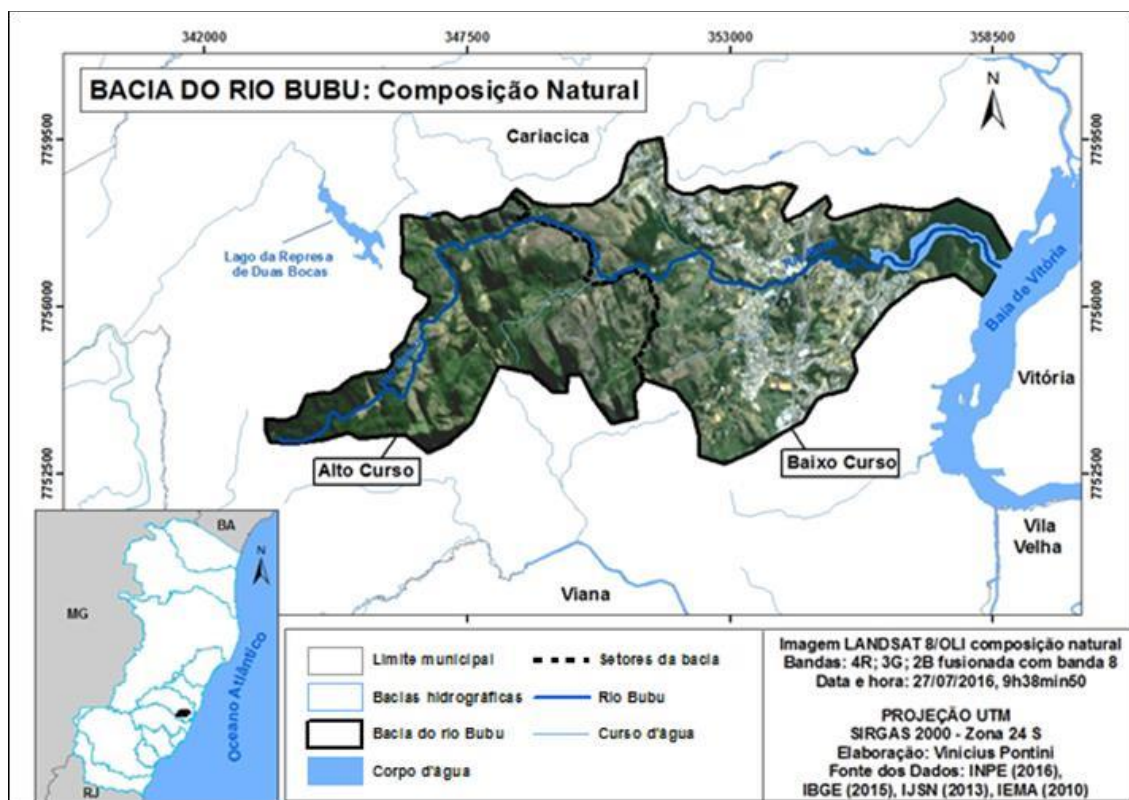 342000
347500
353000
358500
BACIA DO RIO BUBU: Composição Natural
N
7759500
Cariacica
7759500
Lago da Represa
de Duas Bocas
7756000
7756000
Baia de Vitória
Vitória
Alto Curso
Baixo Curso
7752500
7752500
Vila
Velha
Viana
BA
N
MG
Oceano Atlântico
RJ
Limite municipal
Bacias hidrográficas
Bacia do rio Bubu
Corpo d'água
Setores da bacia
Rio Bubu
Curso d'água
Imagem LANDSAT 8/OLI composição natural
Bandas: 4R; 3G; 2B fusionada com banda 8
Data e hora: 27/07/2016, 9h38min50
PROJEÇÃO UTM
SIRGAS 2000 - Zona 24 S
Elaboração: Vinicius Pontini
Fonte dos Dados: INPE (2016),
IBGE (2015), IJSN (2013), IEMA (2010)